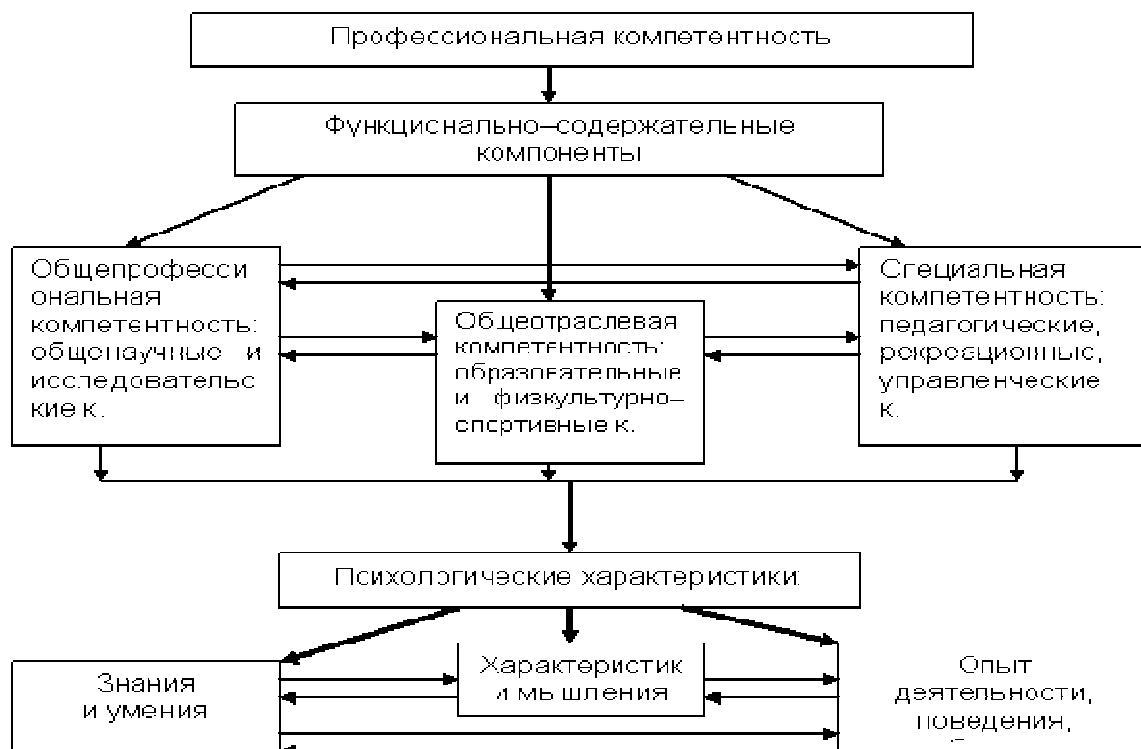 Профессиональная компетентность
Функционально–содержательные
компоненты
Общепрофесси
ональная
компетентность:
общенаучные и
исследовательс
кие к.
Общеотраслевая
компетентность:
образовательные
и физкультурно–
спортивные к.
Специальная
компетентность:
педагогические,
рекреационные,
управленческие
к.
Психологические характеристики:
Знания
и умения
Характеристик
и мышления
Опыт
деятельности,
поведения,